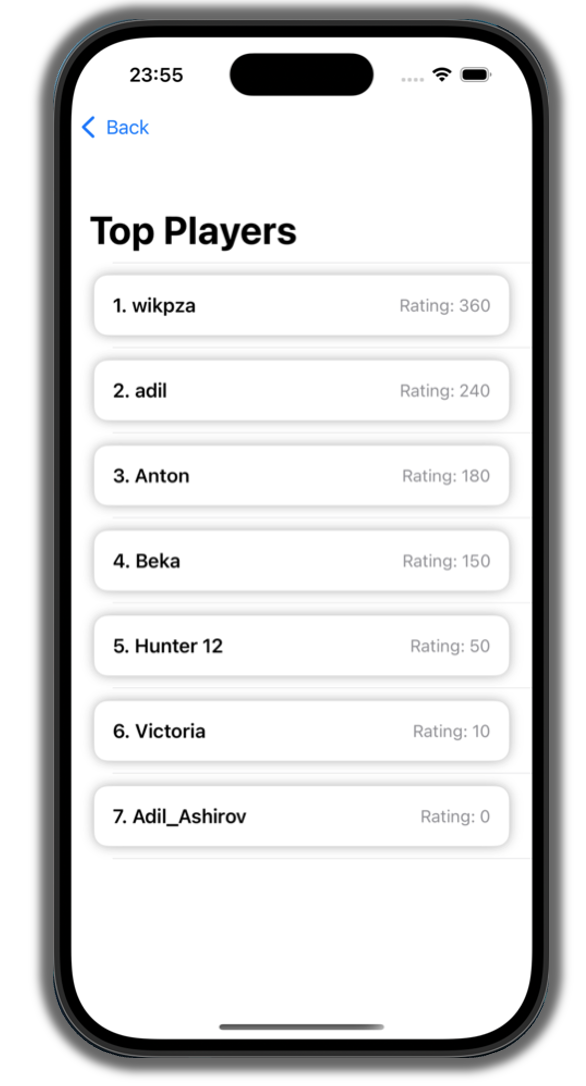 23:55
Back
Top Players
1. wikpza Rating: 360
2. adil Rating: 240
3. Anton Rating: 180
4. Beka Rating: 150
5. Hunter 12 Rating: 50
6. Victoria Rating: 10
7. Adil_Ashirov Rating: 0